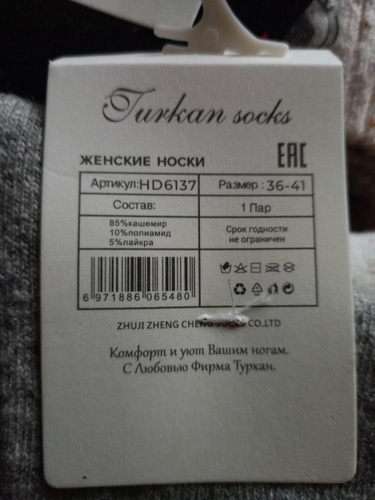 Turkan socks
ЖЕНСКИЕ НОСКИ
EAC
Артикул:HD6137
Размер : 36-41
Состав:
1 Пар
85%кашемир
10%полиамид
5%лайкра
Срок годности
не ограничен
6 971886 065480
ZHUJI ZHENG CHENG SOCKS CO.LTD
Комфорт и уют Вашим ногам.
С Любовью Фирма Туркан.